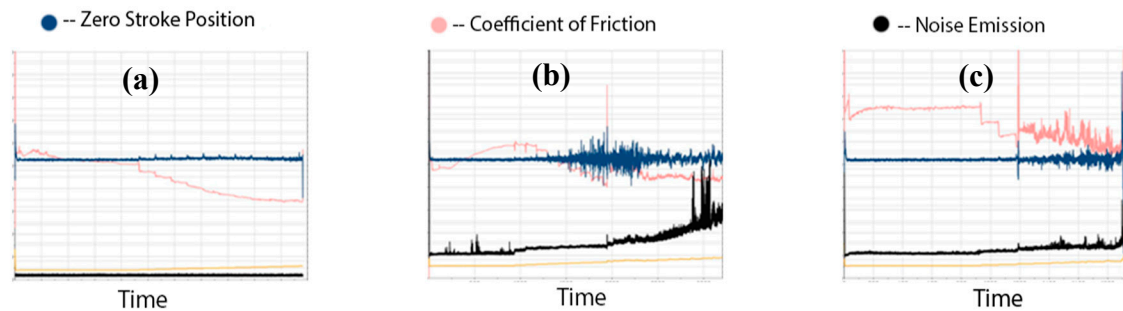 -- Zero Stroke Position
-- Coefficient of Friction
-- Noise Emission
(a)
(b)
(c)
Time
Time
Time